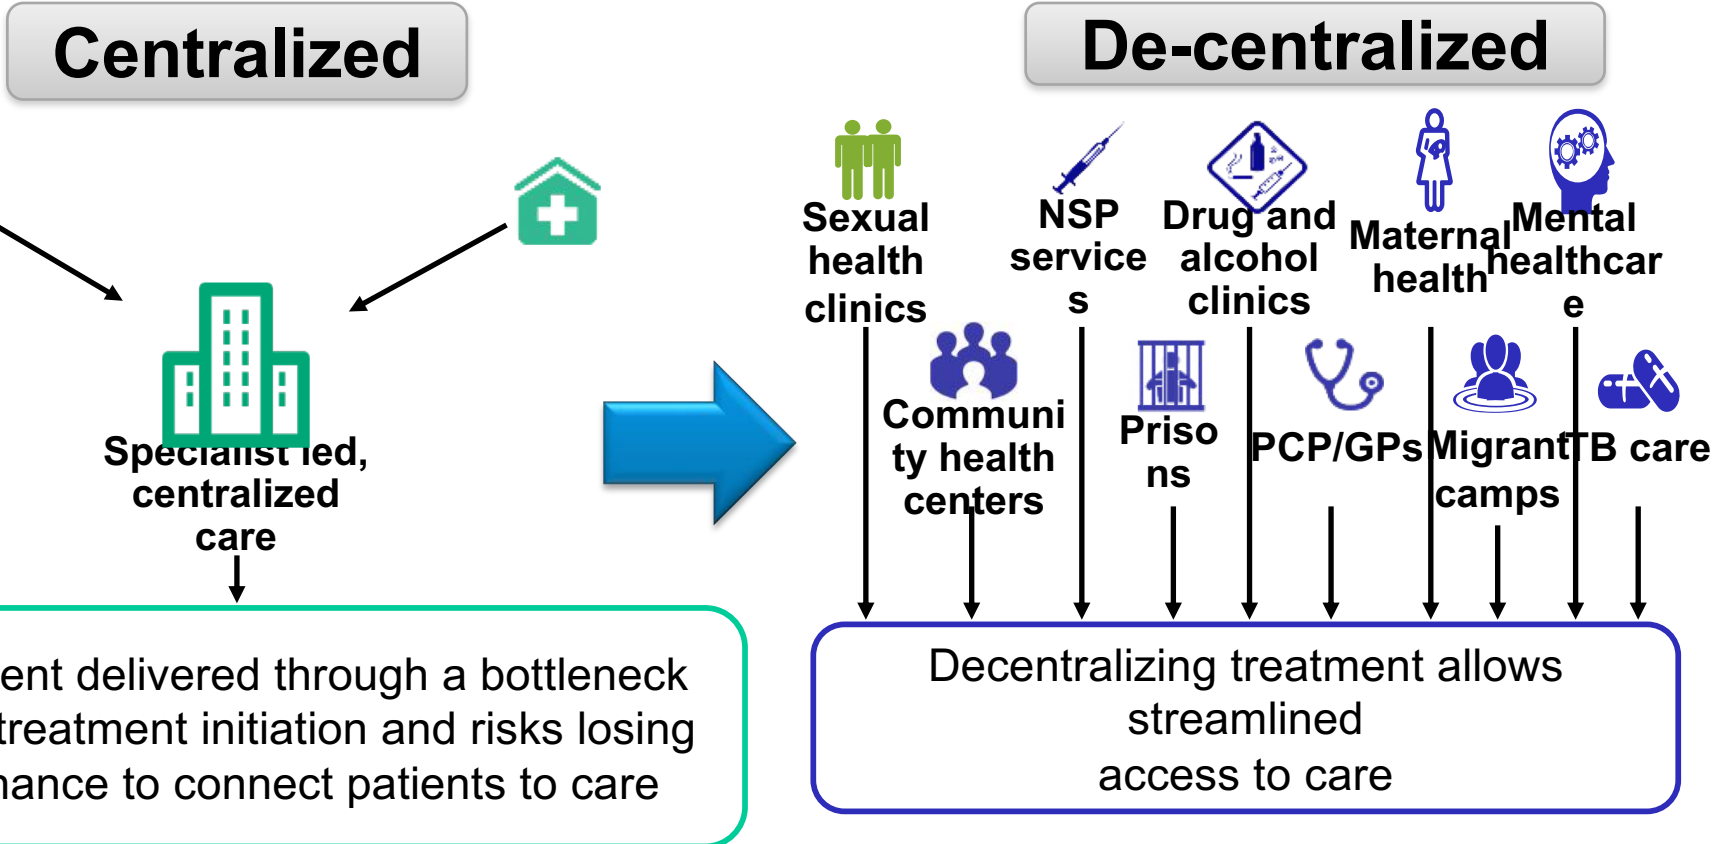 Centralized
Specialist led,
centralized
care
ent delivered through a bottleneck
treatment initiation and risks losing
hance to connect patients to care
De-centralized
Sexual
health
clinics
NSP
service
s
Drug and
alcohol
clinics
Maternal
health
Mental
healthcar
e
Communi
ty health
centers
Priso
ns
PCP/GPs
Migrant
camps
TB care
Decentralizing treatment allows
streamlined
access to care